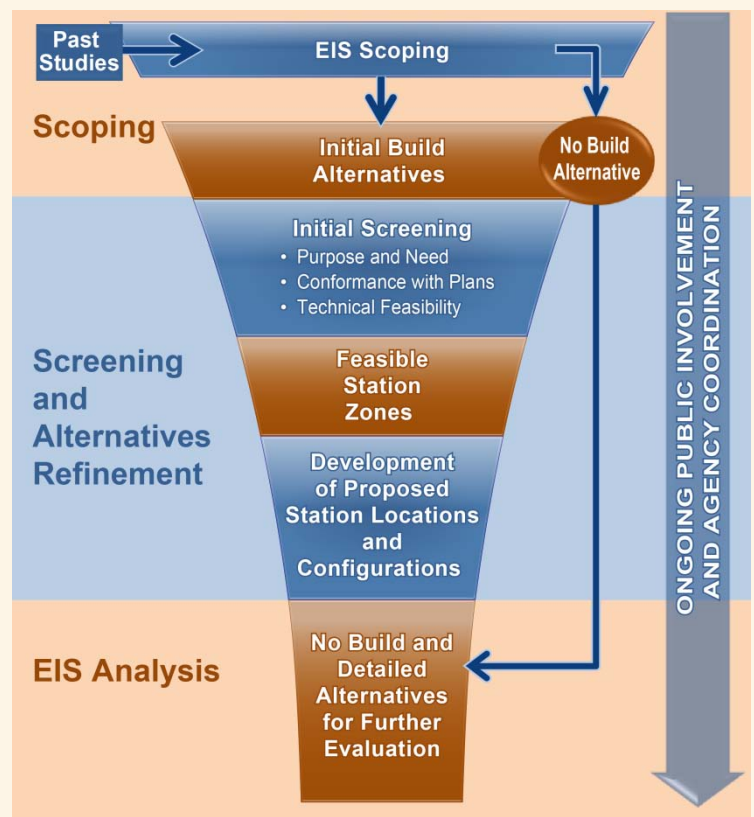 Past
Studies
EIS Scoping
Scoping
Initial Build
Alternatives
No Build
Alternative
Initial Screening
• Purpose and Need
• Conformance with Plans
• Technical Feasibility
Screening
and
Alternatives
Refinement
Feasible
Station
Zones
Development
of Proposed
Station Locations
and
Configurations
EIS Analysis
No Build and
Detailed
Alternatives
for Further
Evaluation
ONGOING PUBLIC INVOLVEMENT
AND AGENCY COORDINATION